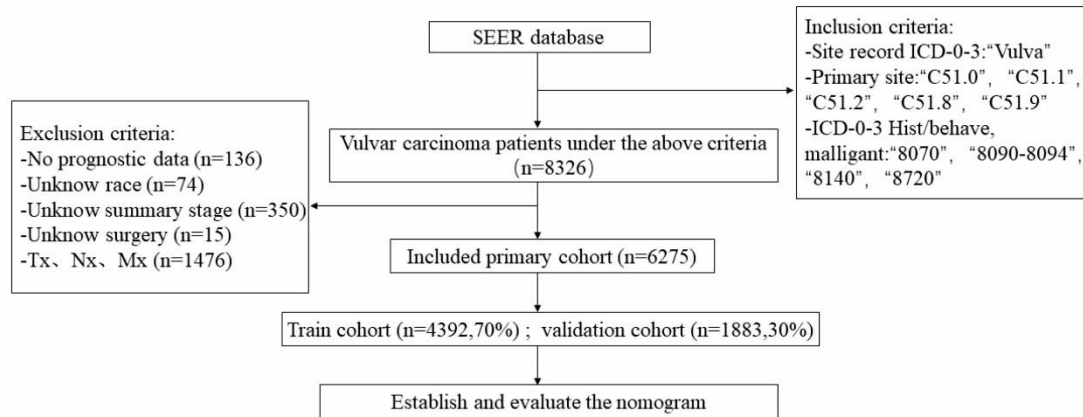 SEER database
Inclusion criteria:
-Site record ICD-0-3:“Vulva”
-Primary site:“C51.0”, “C51.1”,
“C51.2”, “C51.8”, “C51.9”
-ICD-0-3 Hist/behave,
malligant:“8070”, “8090-8094”,
“8140”, “8720”
Vulvar carcinoma patients under the above criteria
(n=8326)
Exclusion criteria:
-No prognostic data (n=136)
-Unknow race (n=74)
-Unknow summary stage (n=350)
-Unknow surgery (n=15)
-Tx、Nx、Mx (n=1476)
Included primary cohort (n=6275)
Train cohort (n=4392,70%) ; validation cohort (n=1883,30%)
Establish and evaluate the nomogram